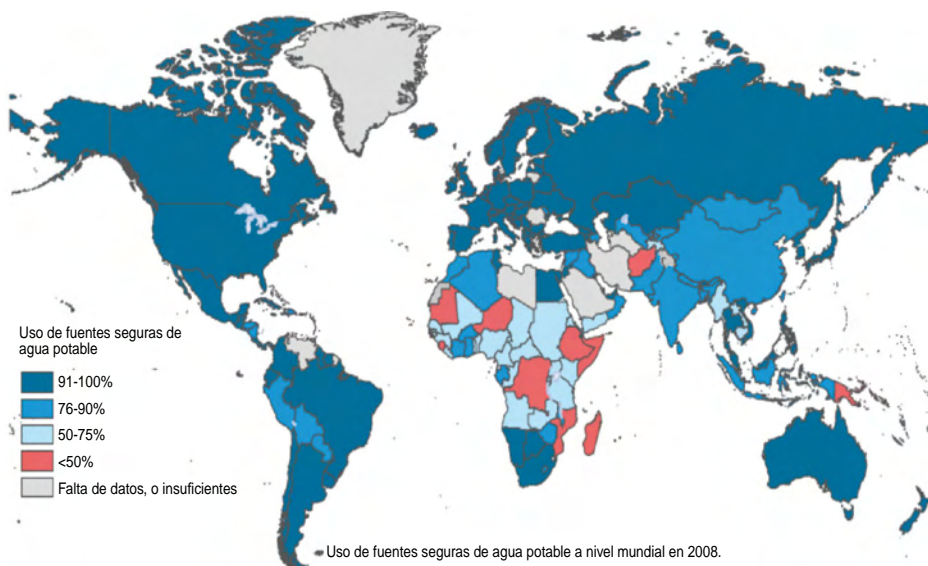 Uso de fuentes seguras de
agua potable
91-100%
76-90%
50-75%
<50%
Falta de datos, o insuficientes
Uso de fuentes seguras de agua potable a nivel mundial en 2008.